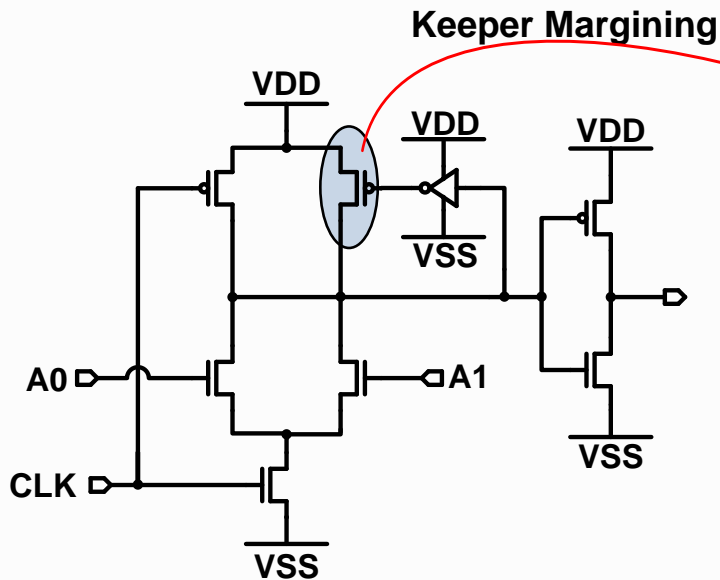 Keeper Margining
VDD
VDD
VDD
VSS
A0
A1
CLK
VSS
VSS